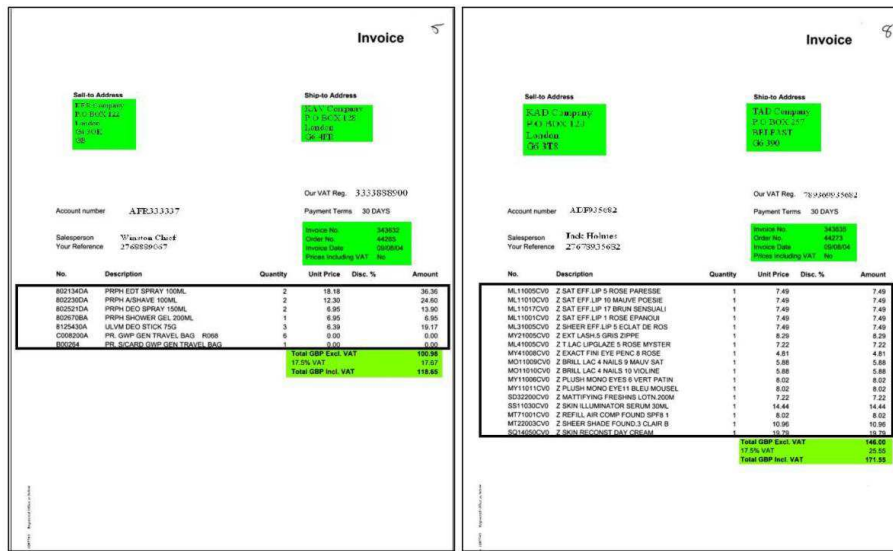 Invoice
5
Sell-to Address
Ship-to Address
Company
P.O BOX 122
London
KAN Company
P.O BOX 128
London
G6 4FR
Our VAT Reg. 3333888900
Account number AFR333337
Payment Terms 30 DAYS
Salesperson Winston Chief
Your Reference 2768889067
Invoice No.
Order No. 44265
Invoice Date 09/08/04
Prices including VAT No
No. Description Quantity Unit Price Disc. % Amount
802134DA PRPH EDT SPRAY 100ML 2 18.18 36.36
802230DA PRPH A/SHAVE 100ML 2 12.30 24.60
802521DA PRPH DEO SPRAY 150ML 2 6.95 13.90
802670BA PRPH SHOWER GEL 200ML 1 6.95 6.95
8125430A ULVM DEO STICK 75G 3 6.39 19.17
C008200A PR. GWP GEN TRAVEL BAG R068 6 0.00 0.00
B00264 PR. S/CARD GWP GEN TRAVEL BAG 1 0.00 0.00
Total GBP Excl. VAT 100.98
17.5% VAT 17.67
Total GBP Incl. VAT 118.65
Invoice
8
Sell-to Address
Ship-to Address
KAD Company
P.O BOX 123
London
G6 3T8
TAD Company
P.O BOX 257
BELFAST
G6 390
Our VAT Reg. 789369935682
Account number ADF935682
Payment Terms 30 DAYS
Salesperson Jack Holmes
Your Reference 27678935682
Invoice No.
Order No. 44273
Invoice Date 09/08/04
Prices including VAT No
No. Description Quantity Unit Price Disc. % Amount
ML11005CV0 Z SAT EFF.LIP 5 ROSE PARESSE 1 7.49 7.49
ML11010CV0 Z SAT EFF.LIP 10 MAUVE POESIE 1 7.49 7.49
ML11017CV0 Z SAT EFF.LIP 17 BRUN SENSUALI 1 7.49 7.49
ML11001CV0 Z SAT EFF.LIP 1 ROSE EPANOUI 1 7.49 7.49
ML31005CV0 Z SHEER EFF.LIP 5 ECLAT DE ROS 1 7.49 7.49
MY21005CV0 Z EXT LASH.5 GRIS ZIPPE 1 8.29 8.29
ML41005CV0 Z T.LAC UPGLAZE 5 ROSE MYSTER 1 7.22 7.22
MY41008CV0 Z EXACT FINI EYE PENC 8 ROSE 1 4.81 4.81
MO11009CV0 Z BRILL LAC 4 NAILS 9 MAUV SAT 1 5.88 5.88
MO11010CV0 Z BRILL LAC 4 NAILS 10 VIOLINE 1 5.88 5.88
MY11006CV0 Z PLUSH MONO EYES 6 VERT PATIN 1 8.02 8.02
MY11011CV0 Z PLUSH MONO EYE11 BLEU MOUSEL 1 8.02 8.02
SD32200CV0 Z MATTIFYING FRESHNS LOTN.200M 1 7.22 7.22
SS11030CV0 Z SKIN ILLUMINATOR SERUM 30ML 1 14.44 14.44
MT71001CV0 Z REFILL AIR COMP FOUND SPF8 1 1 8.02 8.02
MT22003CV0 Z SHEER SHADE FOUND.3 CLAIR B 1 10.96 10.96
SQ14050CV0 Z SKIN RECONST DAY CREAM 1 19.79 19.79
Total GBP Excl. VAT 146.00
17.5% VAT 25.55
Total GBP Incl. VAT 171.55